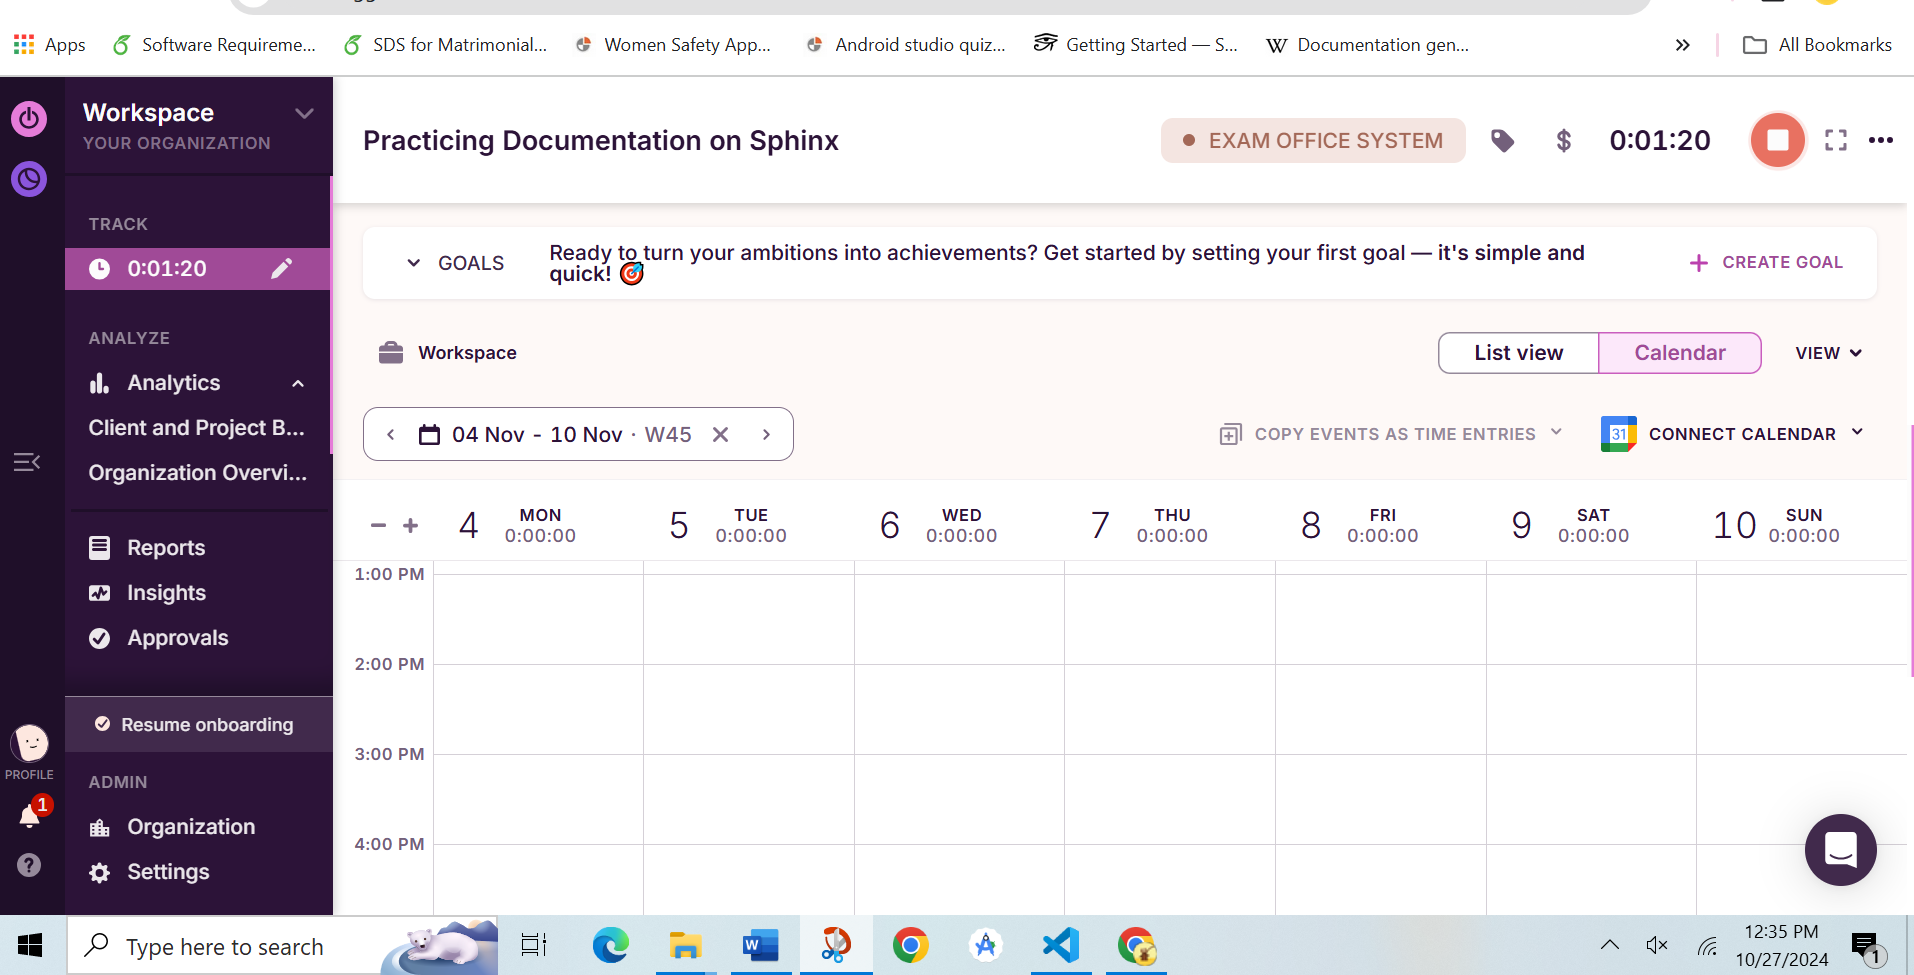 Apps
Software Requireme...
SDS for Matrimonial...
Women Safety App...
Android studio quiz...
Getting Started — S...
W Documentation gen...
»
All Bookmarks
Workspace
YOUR ORGANIZATION
TRACK
0:01:20
ANALYZE
Analytics
Client and Project B...
Organization Overvi...
Reports
Insights
Approvals
Resume onboarding
PROFILE
1
ADMIN
Organization
?
Settings
Practicing Documentation on Sphinx
EXAM OFFICE SYSTEM
$
0:01:20
GOALS
Ready to turn your ambitions into achievements? Get started by setting your first goal — it's simple and
quick! 🎯
+ CREATE GOAL
Workspace
List view
Calendar
VIEW
04 Nov - 10 Nov · W45
COPY EVENTS AS TIME ENTRIES
31
CONNECT CALENDAR
4 MON 0:00:00
5 TUE 0:00:00
6 WED 0:00:00
7 THU 0:00:00
8 FRI 0:00:00
9 SAT 0:00:00
10 SUN 0:00:00
1:00 PM
2:00 PM
3:00 PM
4:00 PM
Type here to search
W
12:35 PM
10/27/2024
1